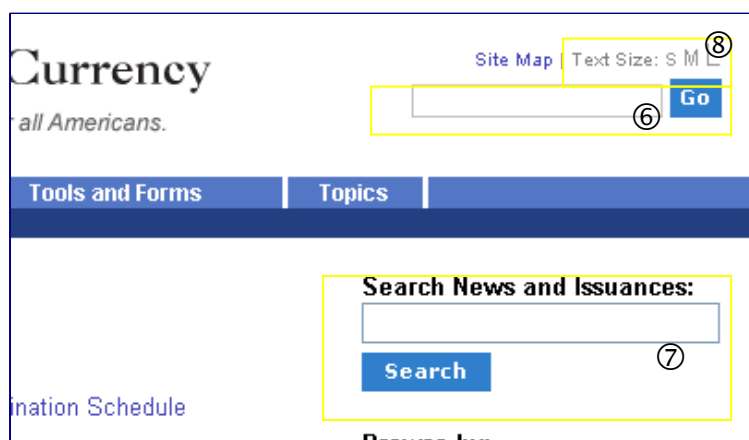 Currency
Site Map | Text Size: S M L
⑧
Go
⑥
all Americans.
Tools and Forms
Topics
Search News and Issuances:
Search
⑦
ination Schedule